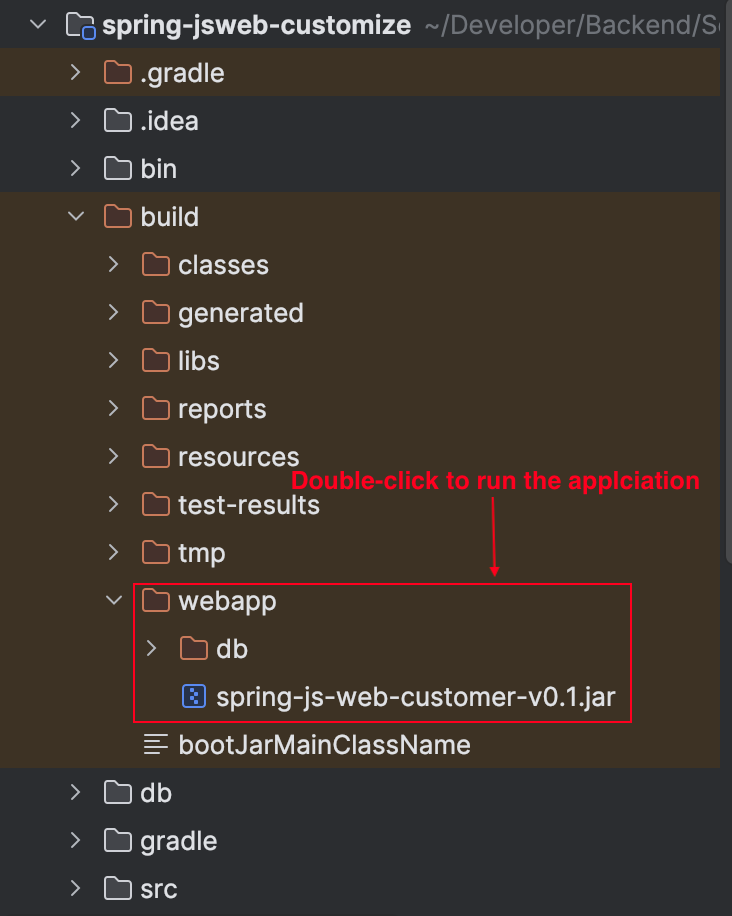 spring-jsweb-customize ~/Developer/Backend/S
.gradle
.idea
bin
build
classes
generated
libs
reports
resources
Double-click to run the applciation
test-results
tmp
webapp
db
spring-js-web-customer-v0.1.jar
bootJarMainClassName
db
gradle
src